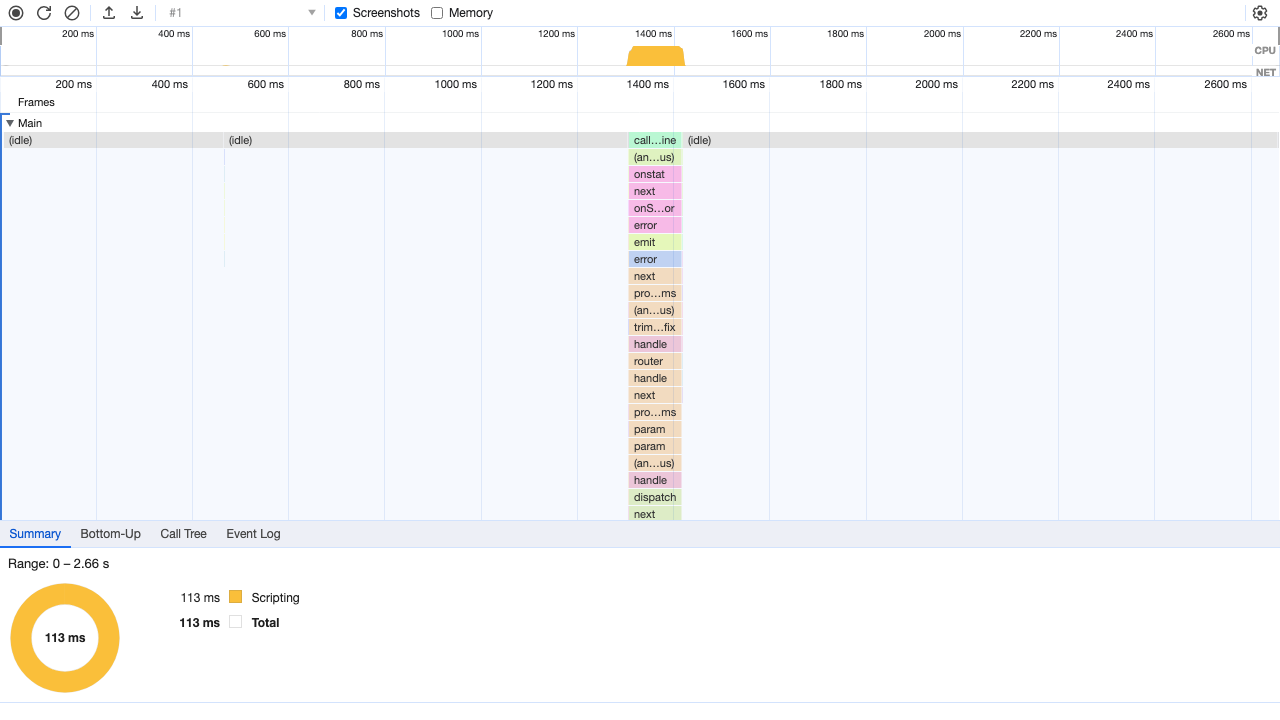 #1 Screenshots Memory
200 ms 400 ms 600 ms 800 ms 1000 ms 1200 ms 1400 ms 1600 ms 1800 ms 2000 ms 2200 ms 2400 ms 2600 ms
CPU
NET
200 ms 400 ms 600 ms 800 ms 1000 ms 1200 ms 1400 ms 1600 ms 1800 ms 2000 ms 2200 ms 2400 ms 2600 ms
Frames
Main
(idle) (idle) call…ine (idle)
(an…us)
onstat
next
onS…or
error
emit
error
next
pro…ms
(an…us)
trim…fix
handle
router
handle
next
pro…ms
param
param
(an…us)
handle
dispatch
next
Summary Bottom-Up Call Tree Event Log
Range: 0 – 2.66 s
113 ms Scripting
113 ms Total
113 ms